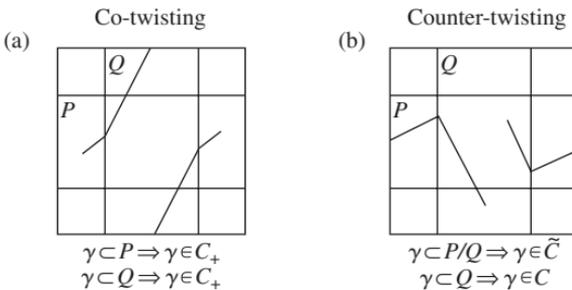 Co-twisting
Counter-twisting
(a)
Q
P
(b)
Q
P
γ⊂P⇒γ∈C₊
γ⊂Q⇒γ∈C₊
γ⊂P/Q⇒γ∈C̃
γ⊂Q⇒γ∈C